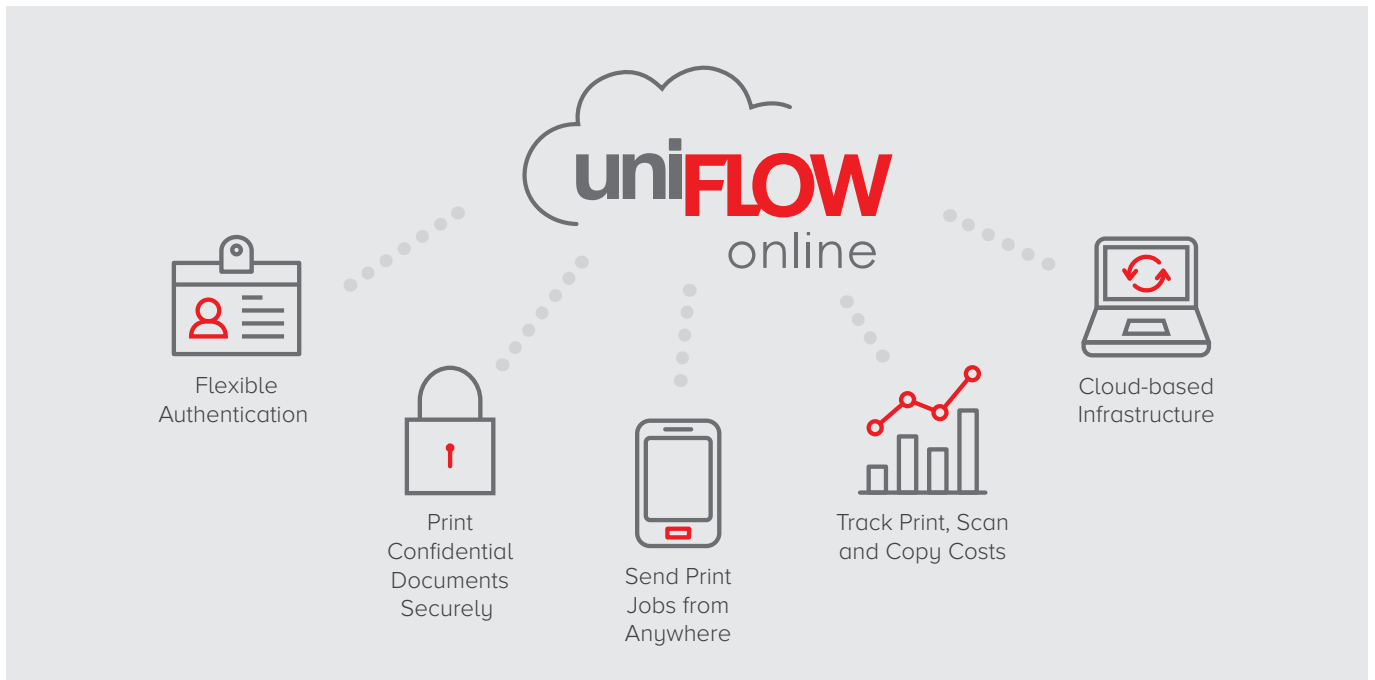 uniFLOW
online
Flexible
Authentication
Print
Confidential
Documents
Securely
Send Print
Jobs from
Anywhere
Track Print, Scan
and Copy Costs
Cloud-based
Infrastructure